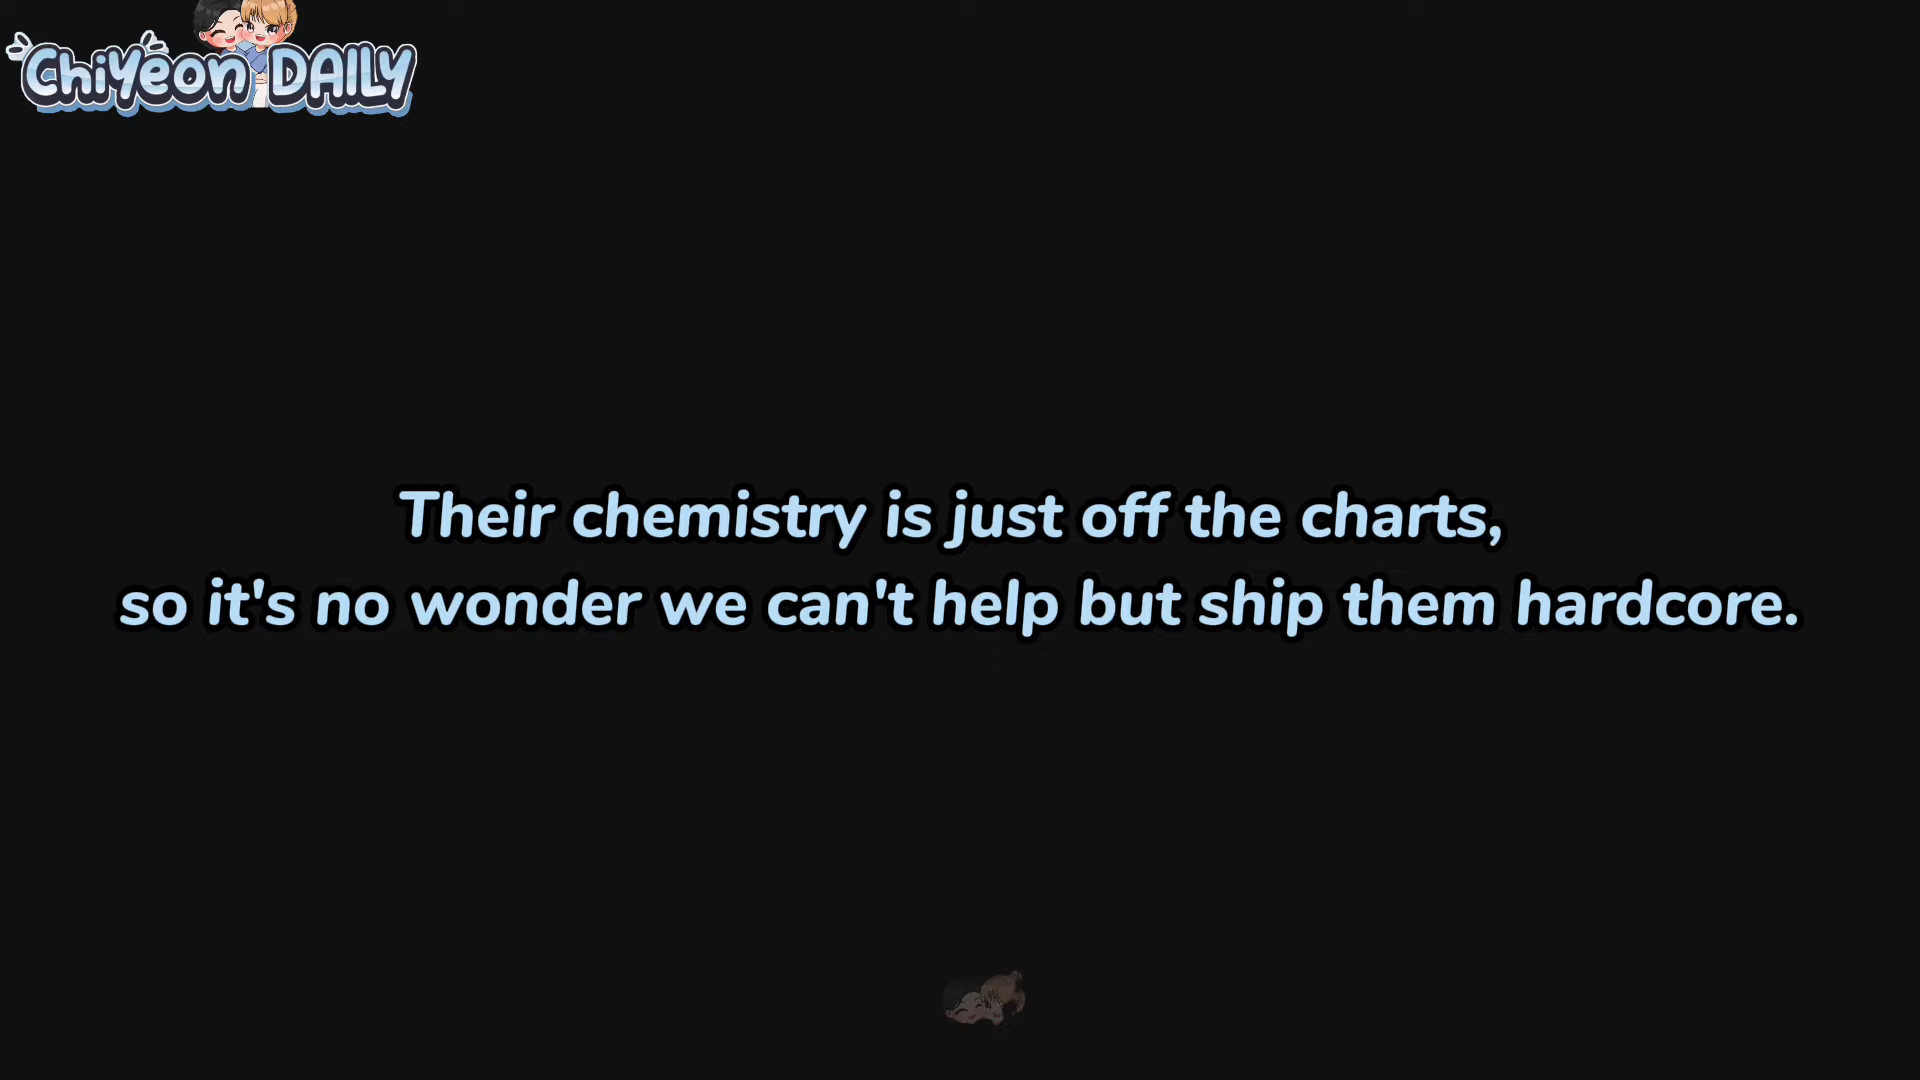 ChiYeon DAILY
Their chemistry is just off the charts,
so it's no wonder we can't help but ship them hardcore.